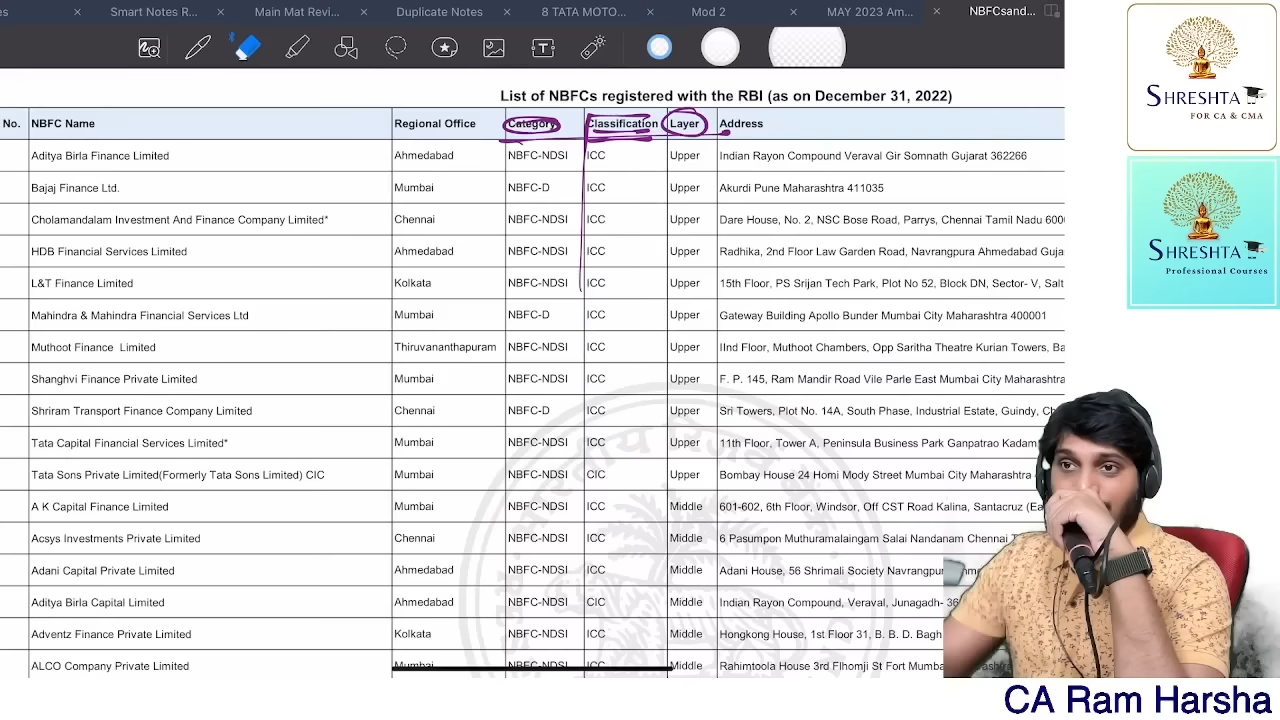 Smart Notes R... Main Mat Revi... Duplicate Notes 8 TATA MOTO... Mod 2 MAY 2023 Am... NBFCsand...
List of NBFCs registered with the RBI (as on December 31, 2022)
No. NBFC Name Regional Office Category Classification Layer Address
Aditya Birla Finance Limited Ahmedabad NBFC-NDSI ICC Upper Indian Rayon Compound Veraval Gir Somnath Gujarat 362266
Bajaj Finance Ltd. Mumbai NBFC-D ICC Upper Akurdi Pune Maharashtra 411035
Cholamandalam Investment And Finance Company Limited* Chennai NBFC-NDSI ICC Upper Dare House, No. 2, NSC Bose Road, Parrys, Chennai Tamil Nadu 6000
HDB Financial Services Limited Ahmedabad NBFC-NDSI ICC Upper Radhika, 2nd Floor Law Garden Road, Navrangpura Ahmedabad Guja
L&T Finance Limited Kolkata NBFC-NDSI ICC Upper 15th Floor, PS Srijan Tech Park, Plot No 52, Block DN, Sector- V, Salt
Mahindra & Mahindra Financial Services Ltd Mumbai NBFC-D ICC Upper Gateway Building Apollo Bunder Mumbai City Maharashtra 400001
Muthoot Finance Limited Thiruvananthapuram NBFC-NDSI ICC Upper IInd Floor, Muthoot Chambers, Opp Saritha Theatre Kurian Towers, Ba
Shanghvi Finance Private Limited Mumbai NBFC-NDSI ICC Upper F. P. 145, Ram Mandir Road Vile Parle East Mumbai City Maharashtra
Shriram Transport Finance Company Limited Chennai NBFC-D ICC Upper Sri Towers, Plot No. 14A, South Phase, Industrial Estate, Guindy, Ch
Tata Capital Financial Services Limited* Mumbai NBFC-NDSI ICC Upper 11th Floor, Tower A, Peninsula Business Park Ganpatrao Kadam
Tata Sons Private Limited(Formerly Tata Sons Limited) CIC Mumbai NBFC-NDSI CIC Upper Bombay House 24 Homi Mody Street Mumbai City Maharashtra
A K Capital Finance Limited Mumbai NBFC-NDSI ICC Middle 601-602, 6th Floor, Windsor, Off CST Road Kalina, Santacruz (Ea
Acsys Investments Private Limited Chennai NBFC-NDSI ICC Middle 6 Pasumpon Muthuramalaingam Salai Nandanam Chennai
Adani Capital Private Limited Ahmedabad NBFC-NDSI ICC Middle Adani House, 56 Shrimali Society Navrangpur
Aditya Birla Capital Limited Ahmedabad NBFC-NDSI CIC Middle Indian Rayon Compound, Veraval, Junagadh- 36
Adventz Finance Private Limited Kolkata NBFC-NDSI ICC Middle Hongkong House, 1st Floor 31, B. B. D. Bagh
ALCO Company Private Limited Mumbai NBFC-NDSI ICC Middle Rahimtoola House 3rd Flhomji St Fort Mumba
SHRESHTA
FOR CA & CMA
SHRESHTA
Professional Courses
CA Ram Harsha